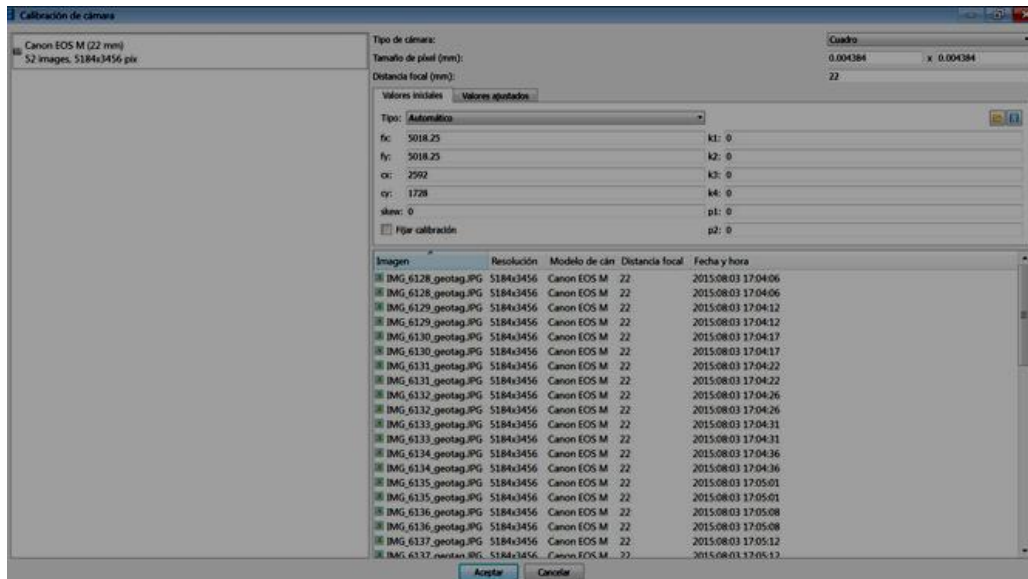 Calibración de cámara
Canon EOS M (22 mm)
52 images, 5184x3456 pix
Tipo de cámara: Cuadro
Tamaño de píxel (mm): 0.004384 x 0.004384
Distancia focal (mm): 22
Valores iniciales Valores ajustados
Tipo: Automático
fx: 5018.25 k1: 0
fy: 5018.25 k2: 0
cx: 2592 k3: 0
cy: 1728 k4: 0
skew: 0 p1: 0
Fijar calibración p2: 0
Imagen Resolución Modelo de cán Distancia focal Fecha y hora
IMG_6128_geotag.JPG 5184x3456 Canon EOS M 22 2015:08:03 17:04:06
IMG_6128_geotag.JPG 5184x3456 Canon EOS M 22 2015:08:03 17:04:06
IMG_6129_geotag.JPG 5184x3456 Canon EOS M 22 2015:08:03 17:04:12
IMG_6129_geotag.JPG 5184x3456 Canon EOS M 22 2015:08:03 17:04:12
IMG_6130_geotag.JPG 5184x3456 Canon EOS M 22 2015:08:03 17:04:17
IMG_6130_geotag.JPG 5184x3456 Canon EOS M 22 2015:08:03 17:04:17
IMG_6131_geotag.JPG 5184x3456 Canon EOS M 22 2015:08:03 17:04:22
IMG_6131_geotag.JPG 5184x3456 Canon EOS M 22 2015:08:03 17:04:22
IMG_6132_geotag.JPG 5184x3456 Canon EOS M 22 2015:08:03 17:04:26
IMG_6132_geotag.JPG 5184x3456 Canon EOS M 22 2015:08:03 17:04:26
IMG_6133_geotag.JPG 5184x3456 Canon EOS M 22 2015:08:03 17:04:31
IMG_6133_geotag.JPG 5184x3456 Canon EOS M 22 2015:08:03 17:04:31
IMG_6134_geotag.JPG 5184x3456 Canon EOS M 22 2015:08:03 17:04:36
IMG_6134_geotag.JPG 5184x3456 Canon EOS M 22 2015:08:03 17:04:36
IMG_6135_geotag.JPG 5184x3456 Canon EOS M 22 2015:08:03 17:05:01
IMG_6135_geotag.JPG 5184x3456 Canon EOS M 22 2015:08:03 17:05:01
IMG_6136_geotag.JPG 5184x3456 Canon EOS M 22 2015:08:03 17:05:08
IMG_6136_geotag.JPG 5184x3456 Canon EOS M 22 2015:08:03 17:05:08
IMG_6137_geotag.JPG 5184x3456 Canon EOS M 22 2015:08:03 17:05:12
IMG_6137_geotag.JPG 5184x3456 Canon EOS M 22 2015:08:03 17:05:12
Aceptar Cancelar